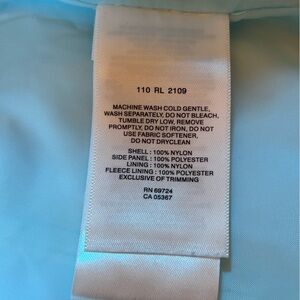 110 RL 2109
MACHINE WASH COLD GENTLE,
WASH SEPARATELY, DO NOT BLEACH,
TUMBLE DRY LOW, REMOVE
PROMPTLY, DO NOT IRON, DO NOT
USE FABRIC SOFTENER,
DO NOT DRYCLEAN
SHELL : 100% NYLON
SIDE PANEL : 100% POLYESTER
LINING : 100% NYLON
FLEECE LINING : 100% POLYESTER
EXCLUSIVE OF TRIMMING
RN 69724
CA 05367